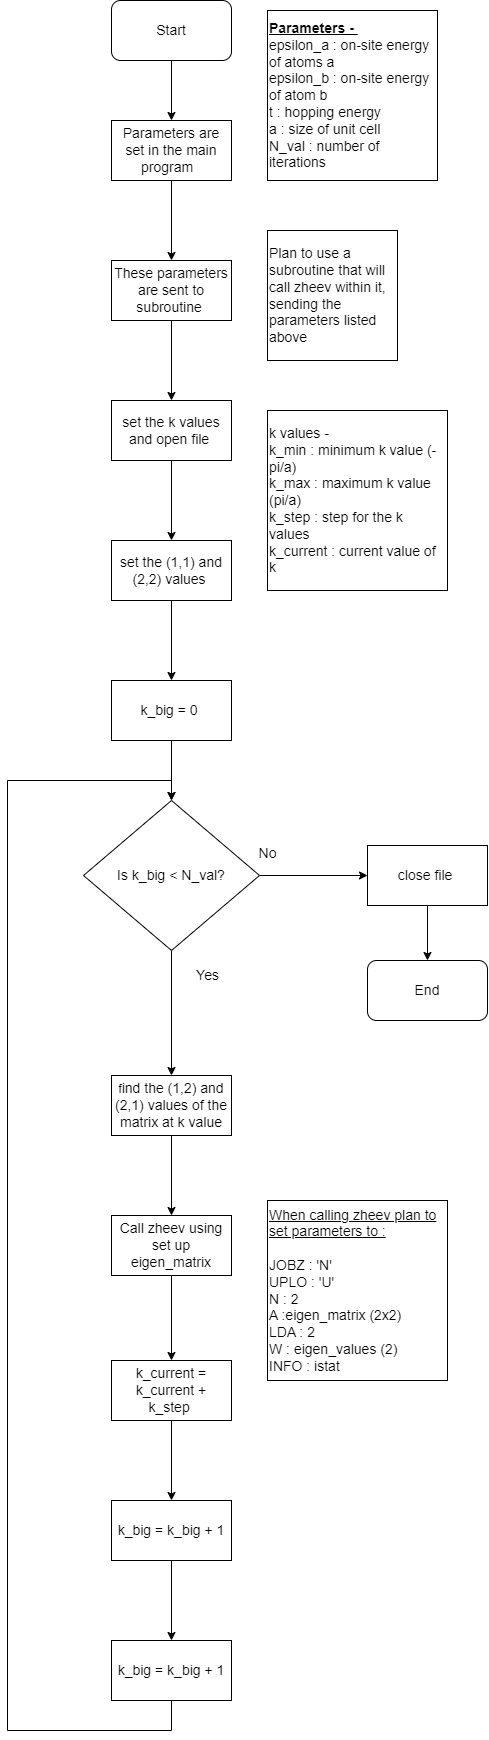 Start
Parameters -
epsilon_a : on-site energy
of atoms a
epsilon_b : on-site energy
of atom b
t : hopping energy
a : size of unit cell
N_val : number of
iterations
Parameters are
set in the main
program
Plan to use a
subroutine that will
call zheev within it,
sending the
parameters listed
above
These parameters
are sent to
subroutine
set the k values
and open file
k values -
k_min : minimum k value (-
pi/a)
k_max : maximum k value
(pi/a)
k_step : step for the k
values
k_current : current value of
k
set the (1,1) and
(2,2) values
k_big = 0
Is k_big < N_val?
No
close file
End
Yes
find the (1,2) and
(2,1) values of the
matrix at k value
Call zheev using
set up
eigen_matrix
When calling zheev plan to
set parameters to :
JOBZ : 'N'
UPLO : 'U'
N : 2
A :eigen_matrix (2x2)
LDA : 2
W : eigen_values (2)
INFO : istat
k_current =
k_current +
k_step
k_big = k_big + 1
k_big = k_big + 1